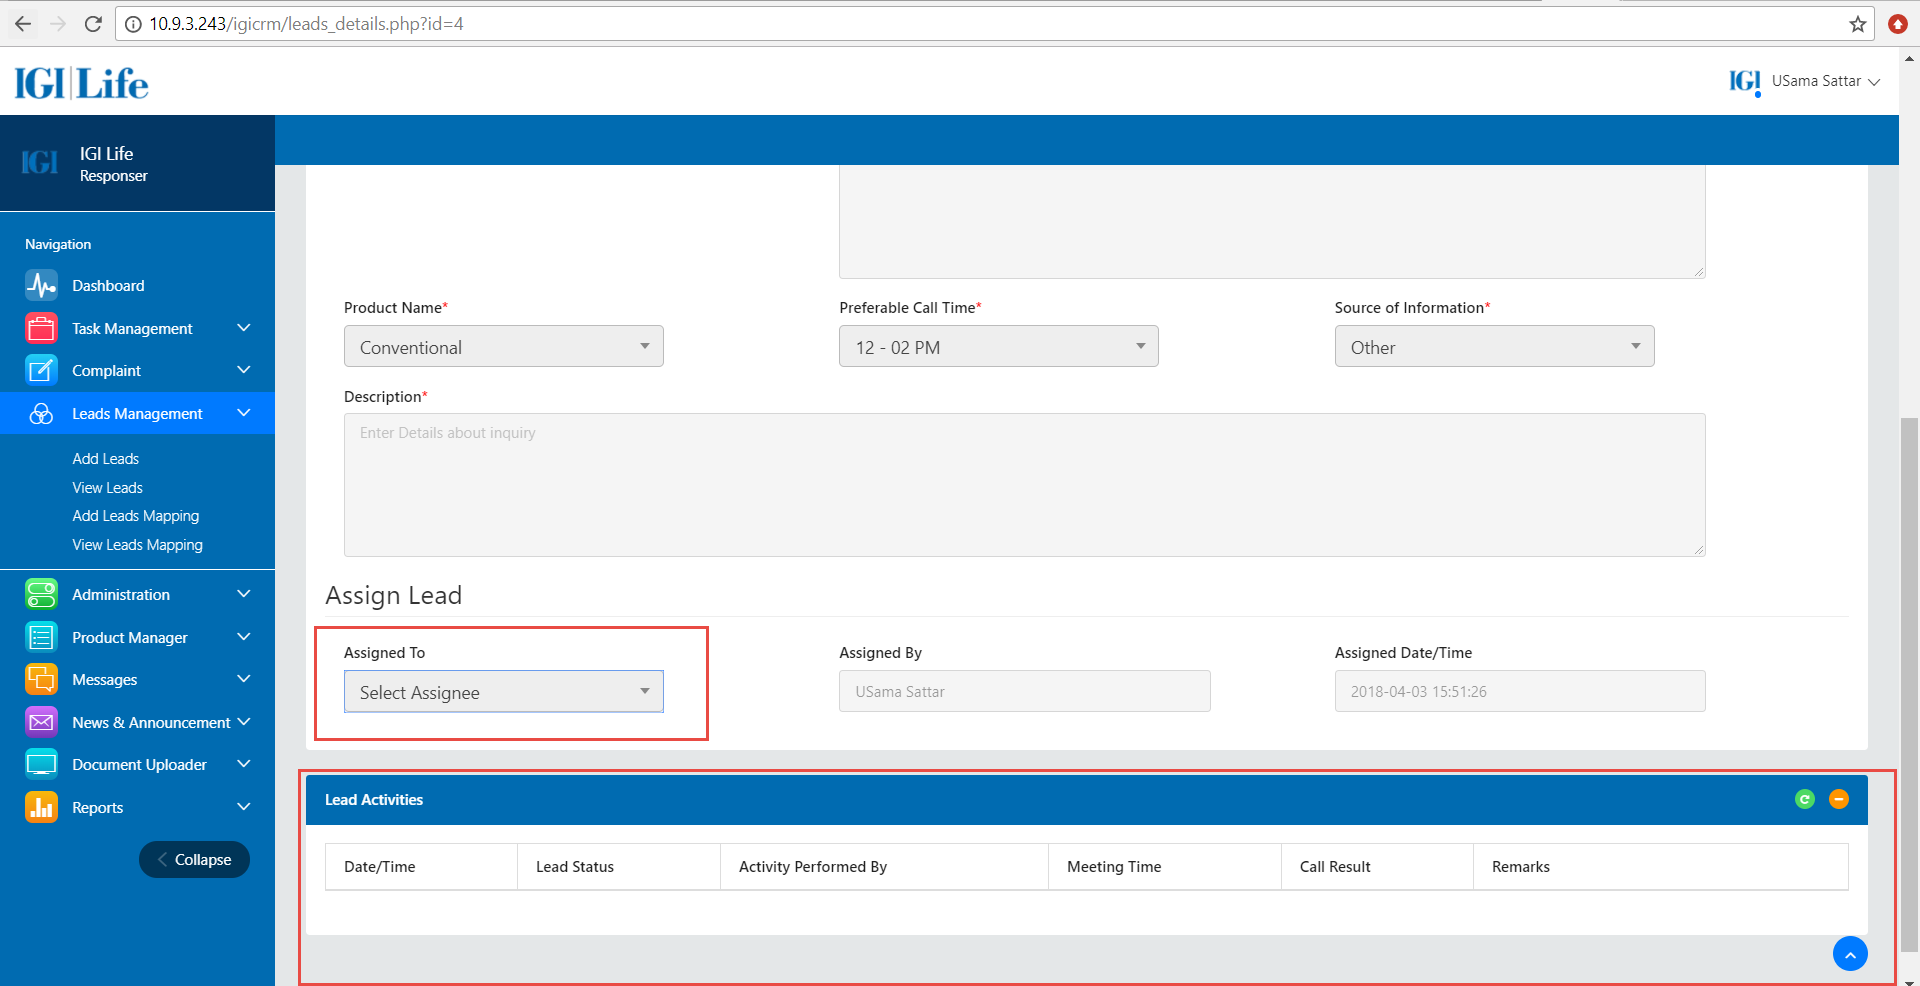 10.9.3.243/igicrm/leads_details.php?id=4
IGI Life
IGI USama Sattar
IGI
IGI Life
Responser
Navigation
Dashboard
Task Management
Complaint
Leads Management
Add Leads
View Leads
Add Leads Mapping
View Leads Mapping
Administration
Product Manager
Messages
News & Announcement
Document Uploader
Reports
Collapse
Product Name* Preferable Call Time* Source of Information*
Conventional 12 - 02 PM Other
Description*
Enter Details about inquiry
Assign Lead
Assigned To Assigned By Assigned Date/Time
Select Assignee USama Sattar 2018-04-03 15:51:26
Lead Activities
Date/Time Lead Status Activity Performed By Meeting Time Call Result Remarks